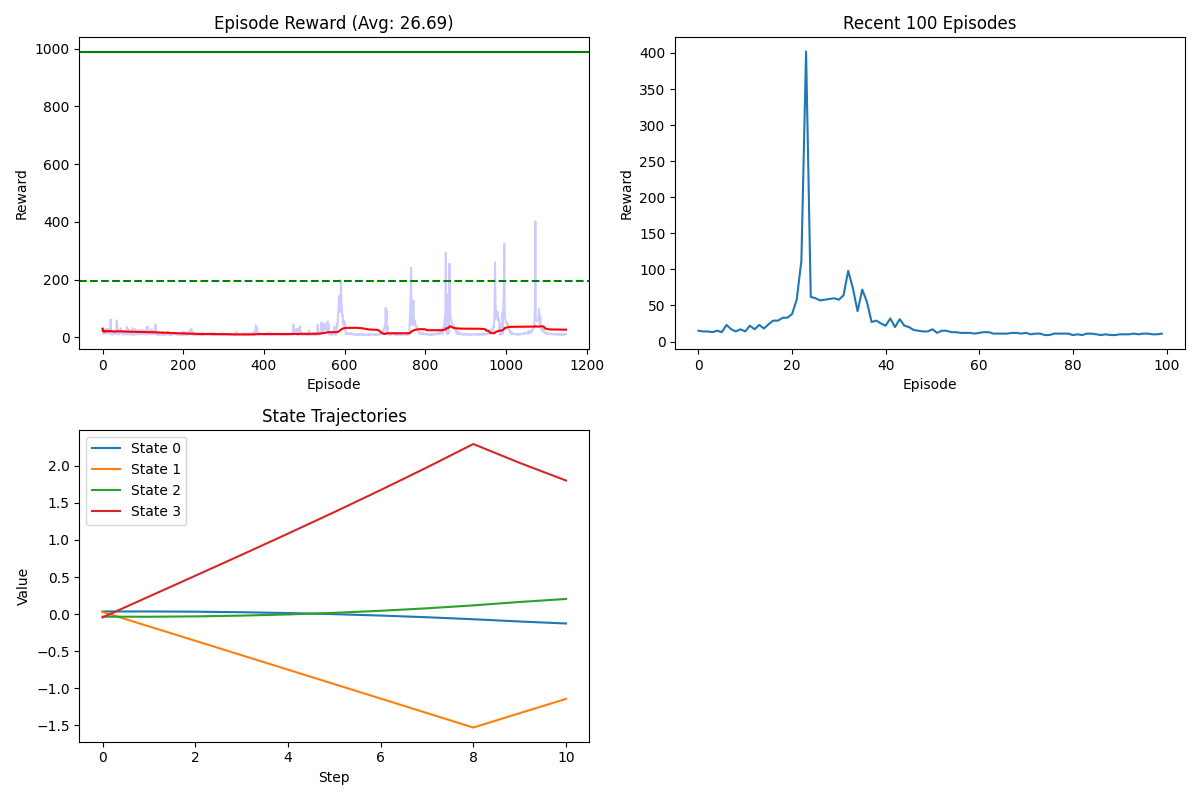 Episode Reward (Avg: 26.69)
Reward
1000
800
600
400
200
0
0 200 400 600 800 1000 1200
Episode
Recent 100 Episodes
Reward
400
350
300
250
200
150
100
50
0
0 20 40 60 80 100
Episode
State Trajectories
Value
2.0
1.5
1.0
0.5
0.0
−0.5
−1.0
−1.5
State 0
State 1
State 2
State 3
0 2 4 6 8 10
Step